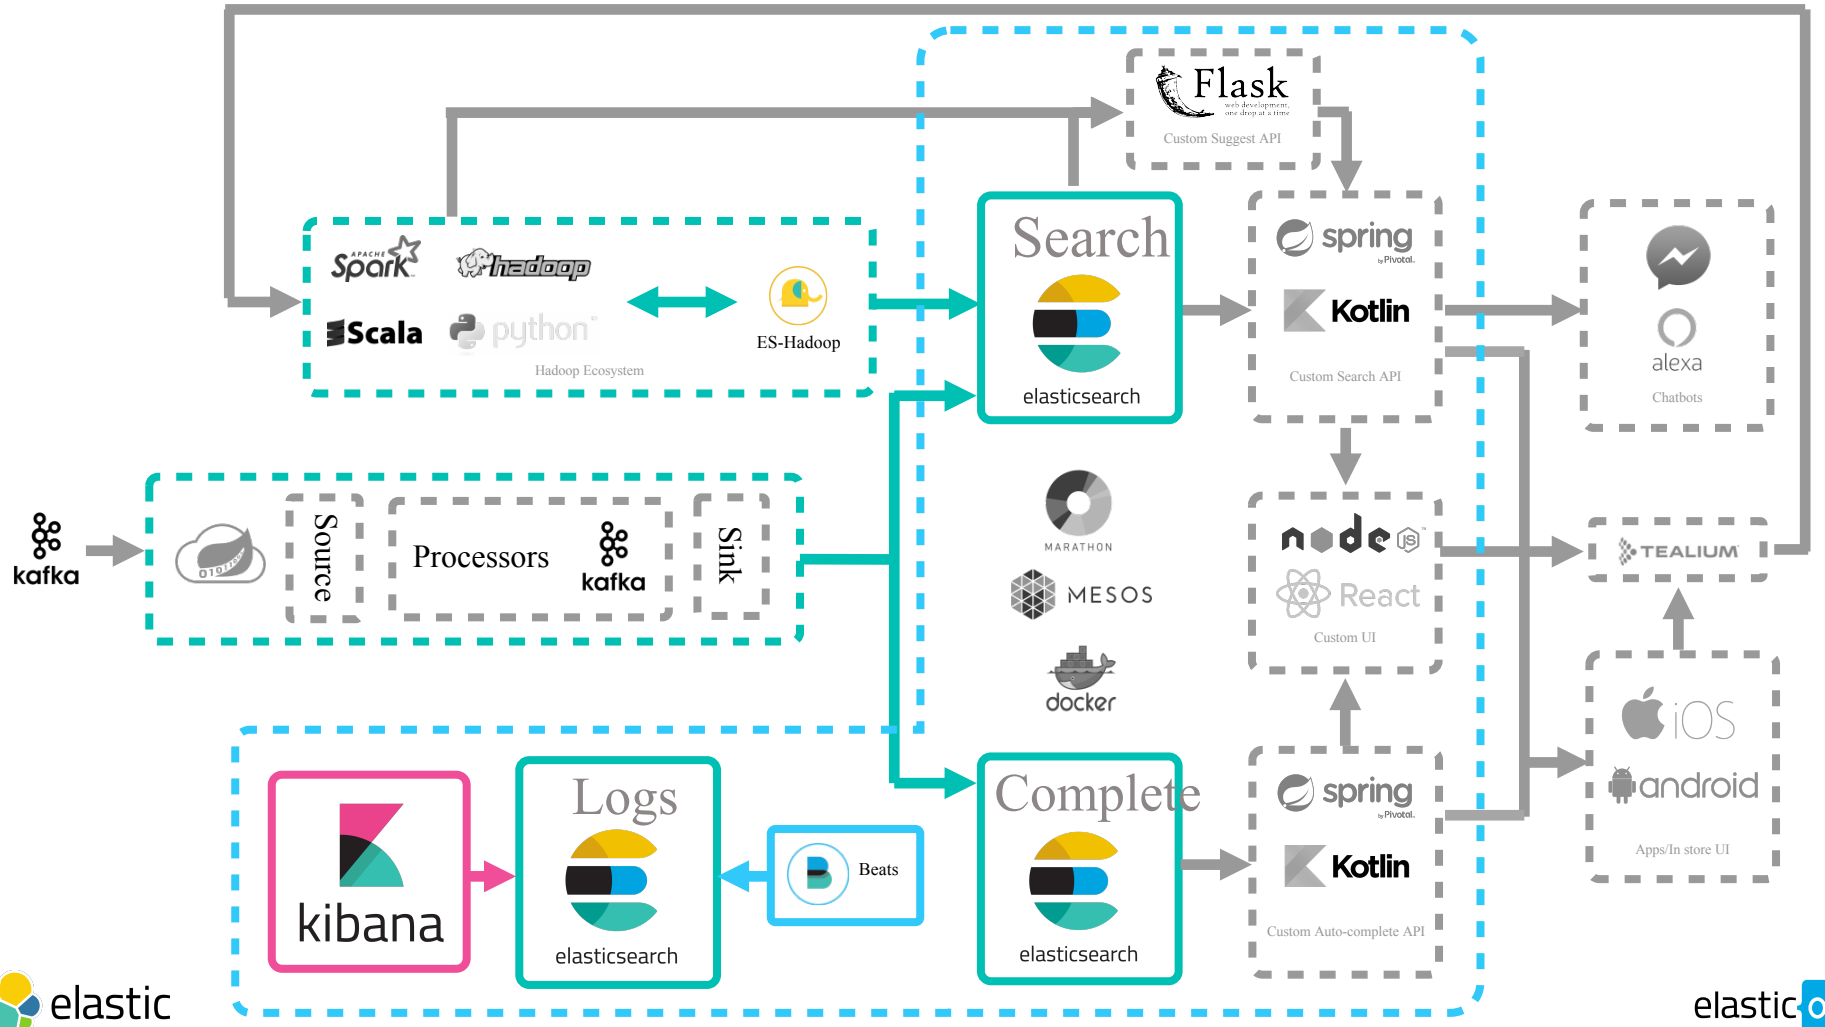 Flask
web development,
one drop at a time
Custom Suggest API
APACHE
Spark
hadoop
Scala
python
ES-Hadoop
Hadoop Ecosystem
Search
elasticsearch
spring
by Pivotal.
Kotlin
Custom Search API
alexa
Chatbots
kafka
Source
Processors
kafka
Sink
MARATHON
MESOS
docker
node
JS
React
Custom UI
TEALIUM
iOS
android
Apps/In store UI
kibana
Logs
elasticsearch
Beats
Complete
elasticsearch
spring
by Pivotal.
Kotlin
Custom Auto-complete API
elastic
elastic{o